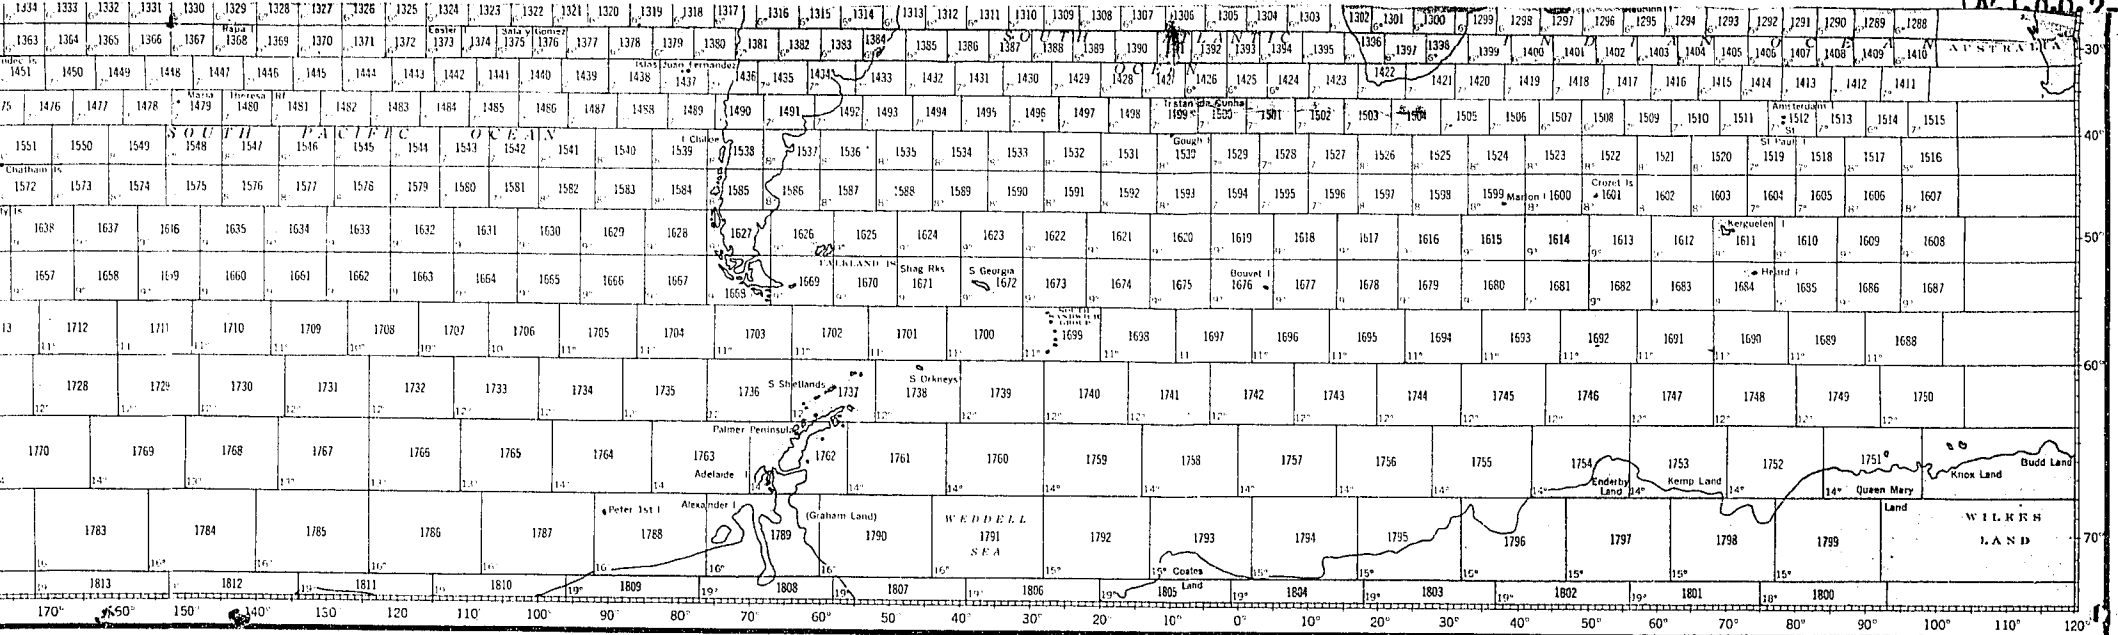 1334 1333 1332 1331 1330 1329 1328 1327 1326 1325 1324 1323 1322 1321 1320 1319 1318 1317 1316 1315 1314 1313 1312 1311 1310 1309 1308 1307 1306 1305 1304 1303 1302 1301 1300 1299 1298 1297 1296 1295 1294 1293 1292 1291 1290 1289 1288
Rapa I Easter I Sala y Gomez
1363 1364 1365 1366 1367 1368 1369 1370 1371 1372 1373 1374 1375 1376 1377 1378 1379 1380 1381 1382 1383 1384 1385 1386 1387 1388 1389 1390 1392 1393 1394 1395 1396 1397 1398 1399 1400 1401 1402 1403 1404 1405 1406 1407 1408 1409 1410
SOUTH ATLANTIC OCEAN
INDIAN OCEAN
AUSTRALIA
30°
Islas Juan Fernandez
1451 1450 1449 1448 1447 1446 1445 1444 1443 1442 1441 1440 1439 1438 1437 1436 1435 1434 1433 1432 1431 1430 1429 1428 1427 1426 1425 1424 1423 1422 1421 1420 1419 1418 1417 1416 1415 1414 1413 1412 1411
Maria Theresa Rf Tristan da Cunha Amsterdam I
75 1476 1477 1478 1479 1480 1481 1482 1483 1484 1485 1486 1487 1488 1489 1490 1491 1492 1493 1494 1495 1496 1497 1498 1499 1500 1501 1502 1503 1504 1505 1506 1507 1508 1509 1510 1511 1512 1513 1514 1515
SOUTH PACIFIC OCEAN
I Chiloe Gough I St Paul I
40°
1551 1550 1549 1548 1547 1546 1545 1544 1543 1542 1541 1540 1539 1538 1537 1536 1535 1534 1533 1532 1531 1530 1529 1528 1527 1526 1525 1524 1523 1522 1521 1520 1519 1518 1517 1516
Chatham Is Crozet Is
1572 1573 1574 1575 1576 1577 1578 1579 1580 1581 1582 1583 1584 1585 1586 1587 1588 1589 1590 1591 1592 1593 1594 1595 1596 1597 1598 1599 Marion I 1600 1601 1602 1603 1604 1605 1606 1607
Kerguelen I
1638 1637 1636 1635 1634 1633 1632 1631 1630 1629 1628 1627 1626 1625 1624 1623 1622 1621 1620 1619 1618 1617 1616 1615 1614 1613 1612 1611 1610 1609 1608
50°
FALKLAND IS Shag Rks S Georgia Bouvet I Heard I
1657 1658 1659 1660 1661 1662 1663 1664 1665 1666 1667 1668 1669 1670 1671 1672 1673 1674 1675 1676 1677 1678 1679 1680 1681 1682 1683 1684 1685 1686 1687
SOUTH SANDWICH GROUP
13 1712 1711 1710 1709 1708 1707 1706 1705 1704 1703 1702 1701 1700 1699 1698 1697 1696 1695 1694 1693 1692 1691 1690 1689 1688
60°
S Shetlands S Orkneys
1728 1729 1730 1731 1732 1733 1734 1735 1736 1737 1738 1739 1740 1741 1742 1743 1744 1745 1746 1747 1748 1749 1750
Palmer Peninsula
1770 1769 1768 1767 1766 1765 1764 1763 1762 1761 1760 1759 1758 1757 1756 1755 1754 1753 1752 1751
Adelaide I Enderby Land Kemp Land Queen Mary Land Knox Land Budd Land
Peter 1st I Alexander I (Graham Land) WEDDELL SEA WILKES LAND
1783 1784 1785 1786 1787 1788 1789 1790 1791 1792 1793 1794 1795 1796 1797 1798 1799
70°
Coates Land
1813 1812 1811 1810 1809 1808 1807 1806 1805 1804 1803 1802 1801 1800
170° 160° 150° 140° 130 120 110 100 90 80° 70° 60° 50° 40° 30° 20° 10° 0° 10° 20° 30° 40° 50° 60° 70° 80° 90° 100° 110° 120°